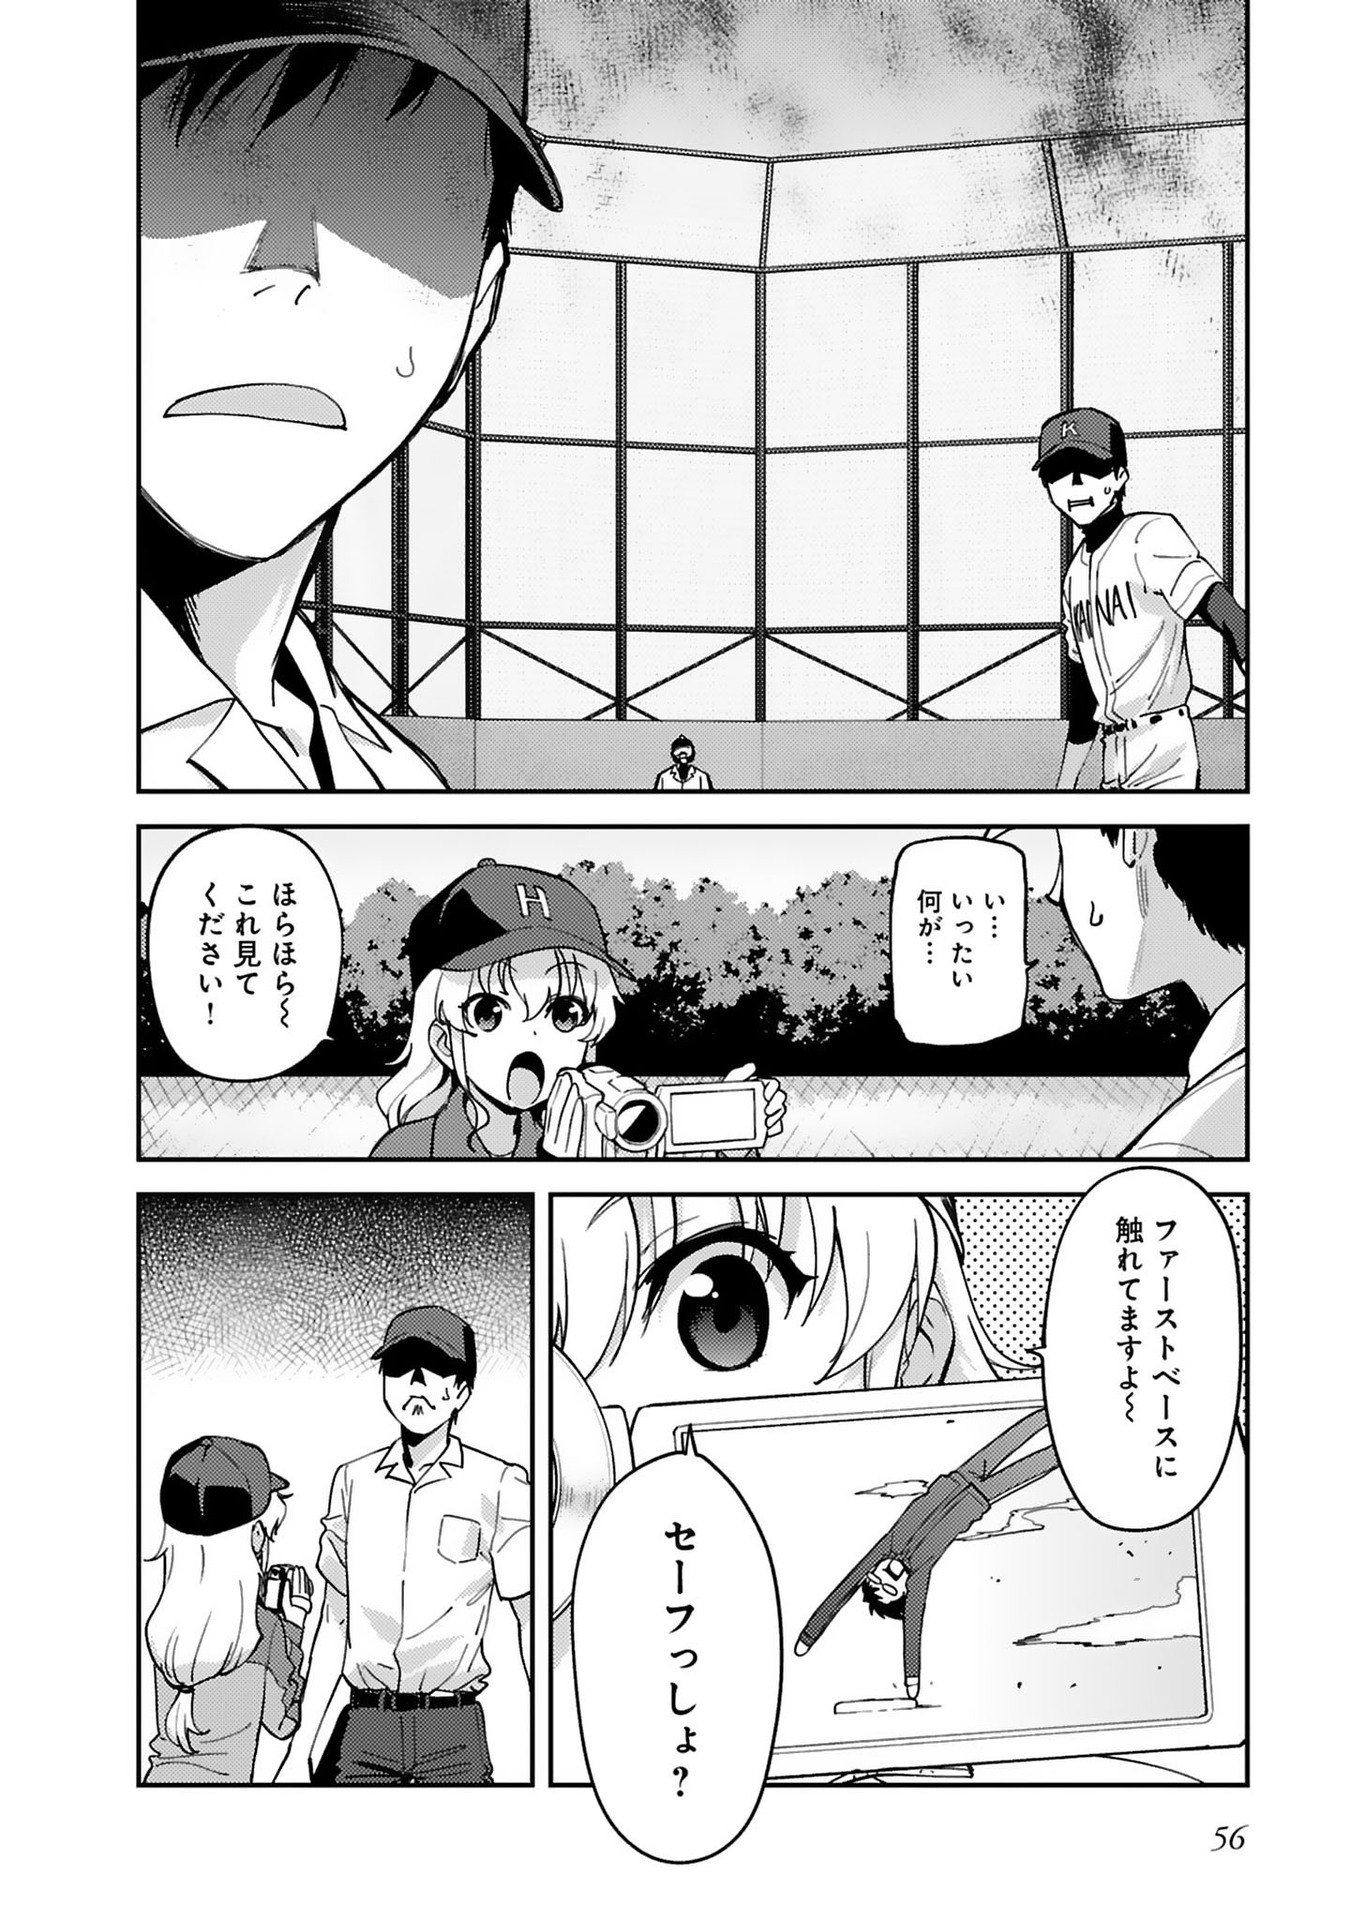 K
KANNAI
い…
いったい
何が…
H
ほらほら〜
これ見て
ください！
ファーストベースに
触れてますよ〜
セーフっしょ？
56